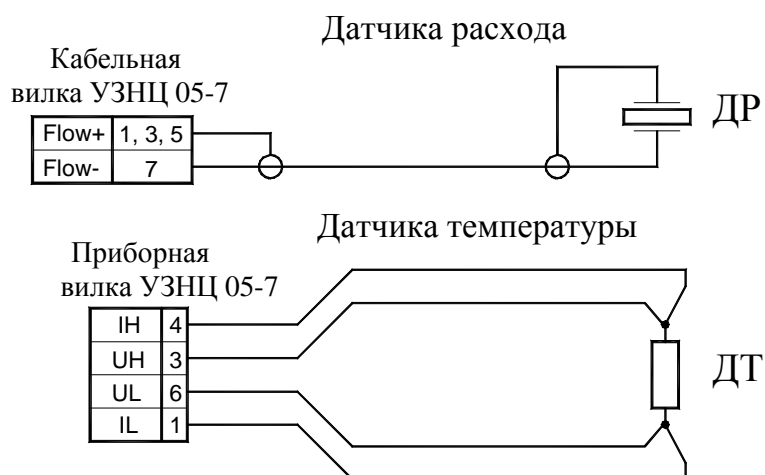 Датчика расхода
Кабельная
вилка УЗНЦ 05-7
Flow+ 1, 3, 5
Flow- 7
ДР
Датчика температуры
Приборная
вилка УЗНЦ 05-7
IH 4
UH 3
UL 6
IL 1
ДТ